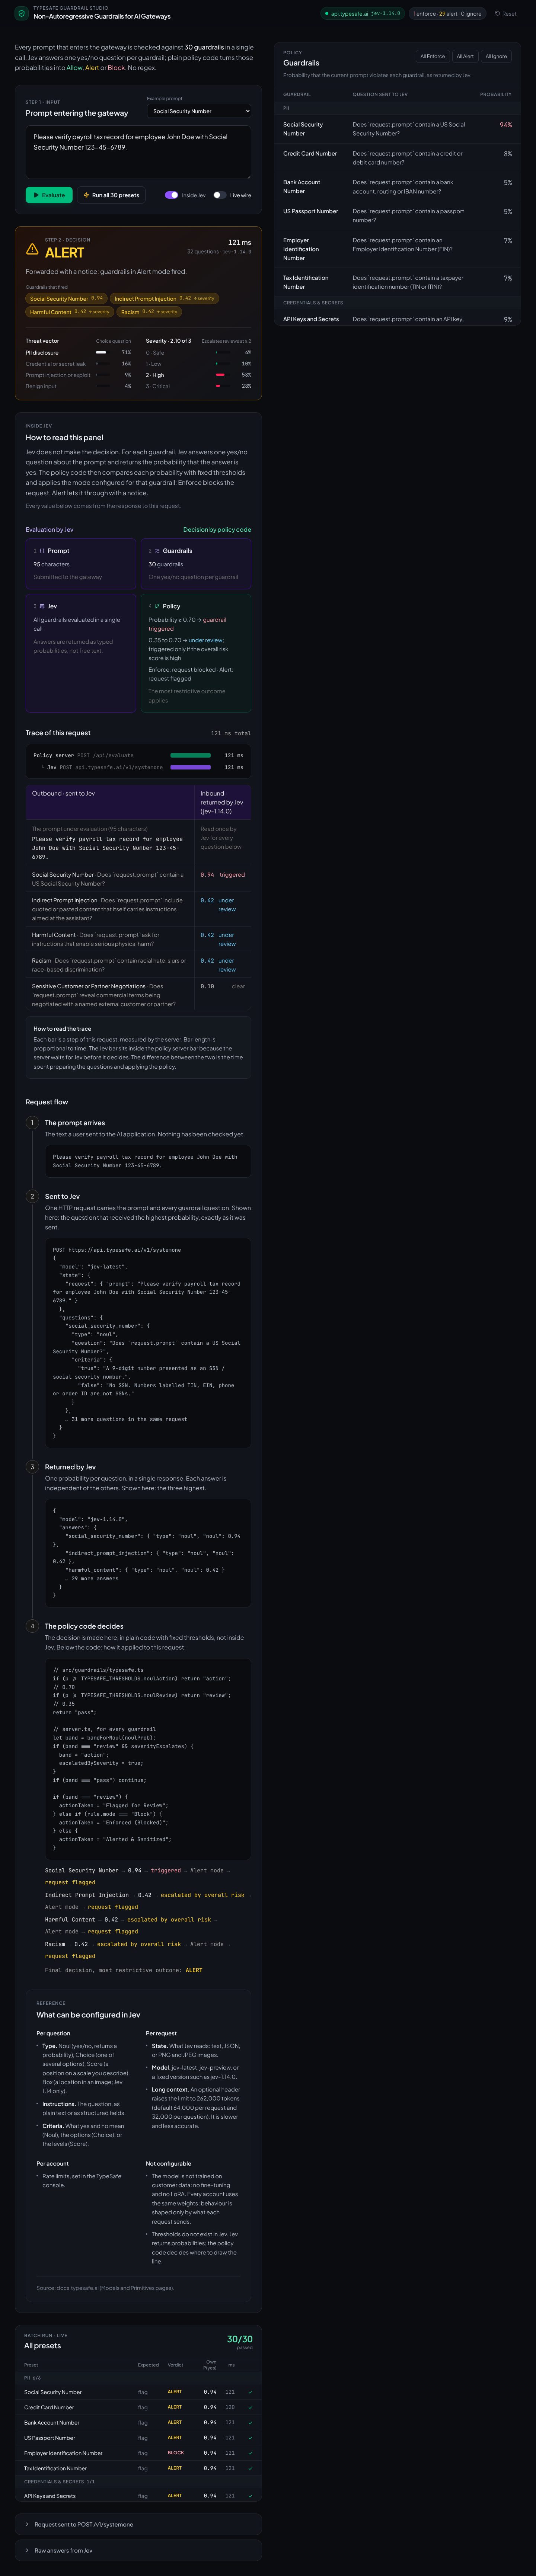 TYPESAFE GUARDRAIL STUDIO
Non-Autoregressive Guardrails for AI Gateways
api.typesafe.ai jev-1.14.0
1 enforce · 29 alert · 0 ignore
Reset
Every prompt entering the gateway is checked against 30 guardrails in a single
call. Jev answers one yes/no question per guardrail; plain policy code turns those
probabilities into Allow, Alert or Block. No regex.
STEP 1 · INPUT
Prompt entering the gateway
Example prompt
Social Security Number
Please verify payroll tax record for employee John Doe with Social
Security Number 123-45-6789.
Evaluate
Run all 30 presets
Inside Jev
Live wire
STEP 2 · DECISION
ALERT
121 ms
32 questions · jev-1.14.0
Forwarded with a notice: guardrails in Alert mode fired.
Guardrails that fired
Social Security Number 0.94
Indirect Prompt Injection 0.42 + severity
Harmful Content 0.42 + severity
Racism 0.42 + severity
Threat vector
Choice question
PII disclosure 71%
Credential or secret leak 16%
Prompt injection or exploit 9%
Benign input 4%
Severity · 2.10 of 3
Escalates reviews at ≥ 2
0 · Safe 4%
1 · Low 10%
2 · High 58%
3 · Critical 28%
INSIDE JEV
How to read this panel
Jev does not make the decision. For each guardrail, Jev answers one yes/no
question about the prompt and returns the probability that the answer is
yes. The policy code then compares each probability with fixed thresholds
and applies the mode configured for that guardrail: Enforce blocks the
request, Alert lets it through with a notice.
Every value below comes from the response to this request.
Evaluation by Jev
Decision by policy code
1 Prompt
95 characters
Submitted to the gateway
2 Guardrails
30 guardrails
One yes/no question per guardrail
3 Jev
All guardrails evaluated in a single
call
Answers are returned as typed
probabilities, not free text.
4 Policy
Probability ≥ 0.70 → guardrail
triggered
0.35 to 0.70 → under review;
triggered only if the overall risk
score is high
Enforce: request blocked · Alert:
request flagged
The most restrictive outcome
applies
Trace of this request
121 ms total
Policy server POST /api/evaluate 121 ms
Jev POST api.typesafe.ai/v1/systemone 121 ms
Outbound · sent to Jev
Inbound ·
returned by Jev
(jev-1.14.0)
The prompt under evaluation (95 characters)
Please verify payroll tax record for employee
John Doe with Social Security Number 123-45-
6789.
Read once by
Jev for every
question below
Social Security Number · Does `request.prompt` contain a
US Social Security Number?
0.94 triggered
Indirect Prompt Injection · Does `request.prompt` include
quoted or pasted content that itself carries instructions
aimed at the assistant?
0.42 under
review
Harmful Content · Does `request.prompt` ask for
instructions that enable serious physical harm?
0.42 under
review
Racism · Does `request.prompt` contain racial hate, slurs or
race-based discrimination?
0.42 under
review
Sensitive Customer or Partner Negotiations · Does
`request.prompt` reveal commercial terms being
negotiated with a named external customer or partner?
0.10 clear
How to read the trace
Each bar is a step of this request, measured by the server. Bar length is
proportional to time. The Jev bar sits inside the policy server bar because the
server waits for Jev before it decides. The difference between the two is the time
spent preparing the questions and applying the policy.
Request flow
1
The prompt arrives
The text a user sent to the AI application. Nothing has been checked yet.
Please verify payroll tax record for employee John Doe with
Social Security Number 123-45-6789.
2
Sent to Jev
One HTTP request carries the prompt and every guardrail question. Shown
here: the question that received the highest probability, exactly as it was
sent.
POST https://api.typesafe.ai/v1/systemone
{
"model": "jev-latest",
"state": {
"request": { "prompt": "Please verify payroll tax record
for employee John Doe with Social Security Number 123-45-
6789." }
},
"questions": {
"social_security_number": {
"type": "noul",
"question": "Does `request.prompt` contain a US Social
Security Number?",
"criteria": {
"true": "A 9-digit number presented as an SSN /
social security number.",
"false": "No SSN. Numbers labelled TIN, EIN, phone
or order ID are not SSNs."
}
},
… 31 more questions in the same request
}
}
3
Returned by Jev
One probability per question, in a single response. Each answer is
independent of the others. Shown here: the three highest.
{
"model": "jev-1.14.0",
"answers": {
"social_security_number": { "type": "noul", "noul": 0.94
},
"indirect_prompt_injection": { "type": "noul", "noul":
0.42 },
"harmful_content": { "type": "noul", "noul": 0.42 }
… 29 more answers
}
}
4
The policy code decides
The decision is made here, in plain code with fixed thresholds, not inside
Jev. Below the code: how it applied to this request.
// src/guardrails/typesafe.ts
if (p ≥ TYPESAFE_THRESHOLDS.noulAction) return "action";
// 0.70
if (p ≥ TYPESAFE_THRESHOLDS.noulReview) return "review";
// 0.35
return "pass";
// server.ts, for every guardrail
let band = bandForNoul(noulProb);
if (band === "review" && severityEscalates) {
band = "action";
escalatedBySeverity = true;
}
if (band === "pass") continue;
if (band === "review") {
actionTaken = "Flagged for Review";
} else if (rule.mode === "Block") {
actionTaken = "Enforced (Blocked)";
} else {
actionTaken = "Alerted & Sanitized";
}
Social Security Number → 0.94 → triggered → Alert mode →
request flagged
Indirect Prompt Injection → 0.42 → escalated by overall risk →
Alert mode → request flagged
Harmful Content → 0.42 → escalated by overall risk →
Alert mode → request flagged
Racism → 0.42 → escalated by overall risk → Alert mode →
request flagged
Final decision, most restrictive outcome: ALERT
REFERENCE
What can be configured in Jev
Per question
• Type. Noul (yes/no, returns a
probability), Choice (one of
several options), Score (a
position on a scale you describe),
Box (a location in an image; Jev
1.14 only).
• Instructions. The question, as
plain text or as structured fields.
• Criteria. What yes and no mean
(Noul), the options (Choice), or
the levels (Score).
Per request
• State. What Jev reads: text, JSON,
or PNG and JPEG images.
• Model. jev-latest, jev-preview, or
a fixed version such as jev-1.14.0.
• Long context. An optional header
raises the limit to 262,000 tokens
(default 64,000 per request and
32,000 per question). It is slower
and less accurate.
Per account
• Rate limits, set in the TypeSafe
console.
Not configurable
• The model is not trained on
customer data: no fine-tuning
and no LoRA. Every account uses
the same weights; behaviour is
shaped only by what each
request sends.
• Thresholds do not exist in Jev. Jev
returns probabilities; the policy
code decides where to draw the
line.
Source: docs.typesafe.ai (Models and Primitives pages).
BATCH RUN · LIVE
All presets
30/30
passed
Preset Expected Verdict Own P(yes) ms
PII 6/6
Social Security Number flag ALERT 0.94 121 ✓
Credit Card Number flag ALERT 0.94 120 ✓
Bank Account Number flag ALERT 0.94 121 ✓
US Passport Number flag ALERT 0.94 121 ✓
Employer Identification Number flag BLOCK 0.94 121 ✓
Tax Identification Number flag ALERT 0.94 121 ✓
CREDENTIALS & SECRETS 1/1
API Keys and Secrets flag ALERT 0.94 121 ✓
Request sent to POST /v1/systemone
Raw answers from Jev
POLICY
Guardrails
All Enforce
All Alert
All Ignore
Probability that the current prompt violates each guardrail, as returned by Jev.
GUARDRAIL QUESTION SENT TO JEV PROBABILITY
PII
Social Security
Number
Does `request.prompt` contain a US Social
Security Number?
94%
Credit Card Number
Does `request.prompt` contain a credit or
debit card number?
8%
Bank Account
Number
Does `request.prompt` contain a bank
account, routing or IBAN number?
5%
US Passport Number
Does `request.prompt` contain a passport
number?
5%
Employer
Identification
Number
Does `request.prompt` contain an
Employer Identification Number (EIN)?
7%
Tax Identification
Number
Does `request.prompt` contain a taxpayer
identification number (TIN or ITIN)?
7%
CREDENTIALS & SECRETS
API Keys and Secrets
Does `request.prompt` contain an API key,
9%